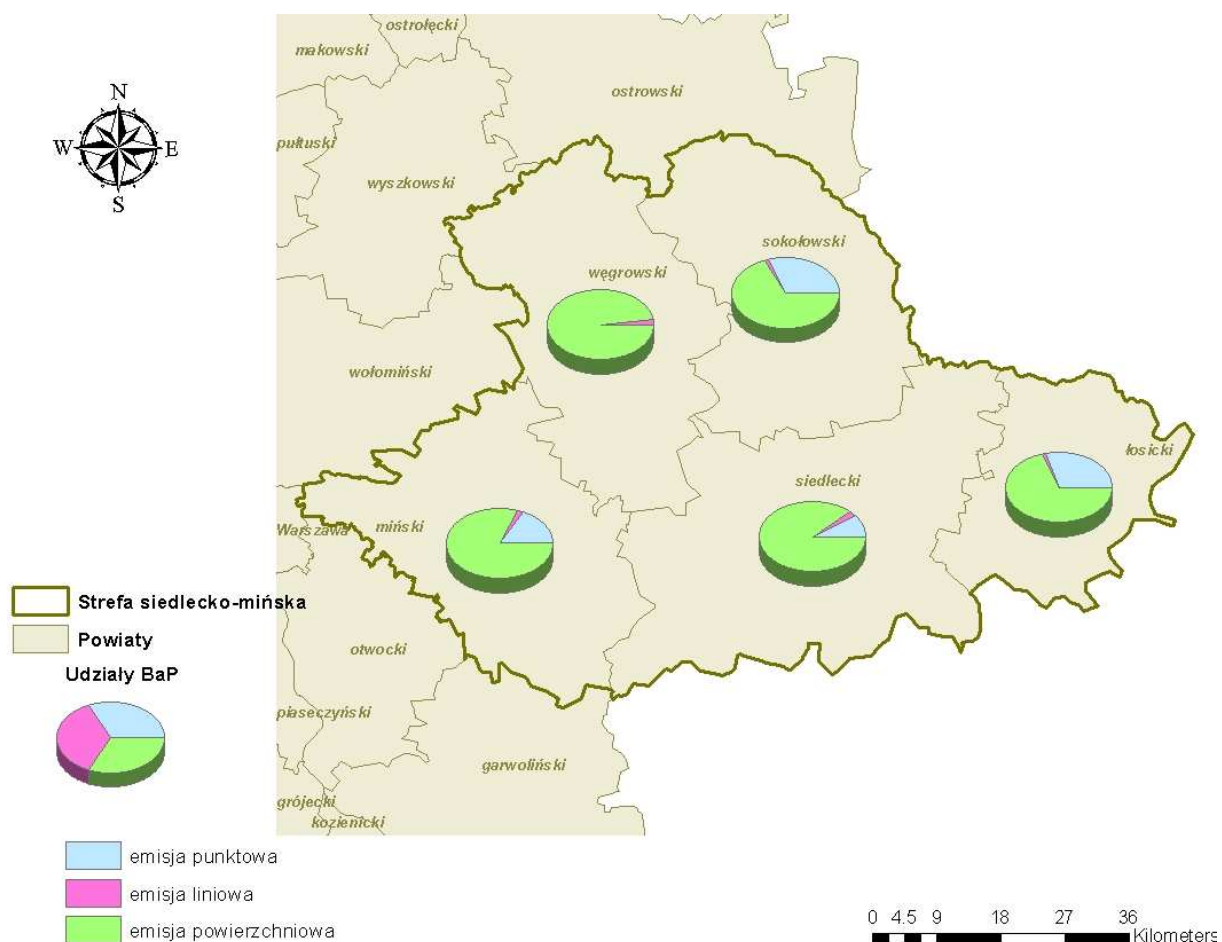 ostrołęcki
makowski
ostrowski
N
W E
S
pułtuski
wyszkowski
sokołowski
węgrowski
wołomiński
łosicki
siedlecki
Warszawa
miński
Strefa siedlecko-mińska
Powiaty
otwocki
Udziały BaP
piaseczyński
garwoliński
grójecki
kozienicki
emisja punktowa
emisja liniowa
emisja powierzchniowa
0 4.5 9 18 27 36
Kilometers